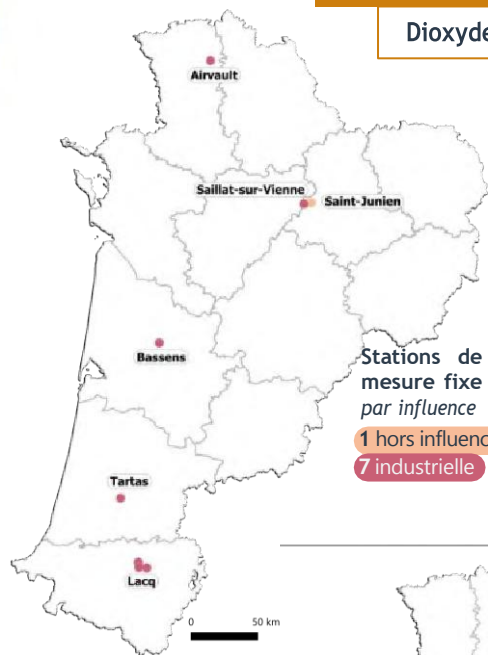 Dioxyde
Airvault
Saillat-sur-Vienne
Saint-Junien
Bassens
Stations de
mesure fixe
par influence
1 hors influenc
7 industrielle
Tartas
Lacq
0 50 km